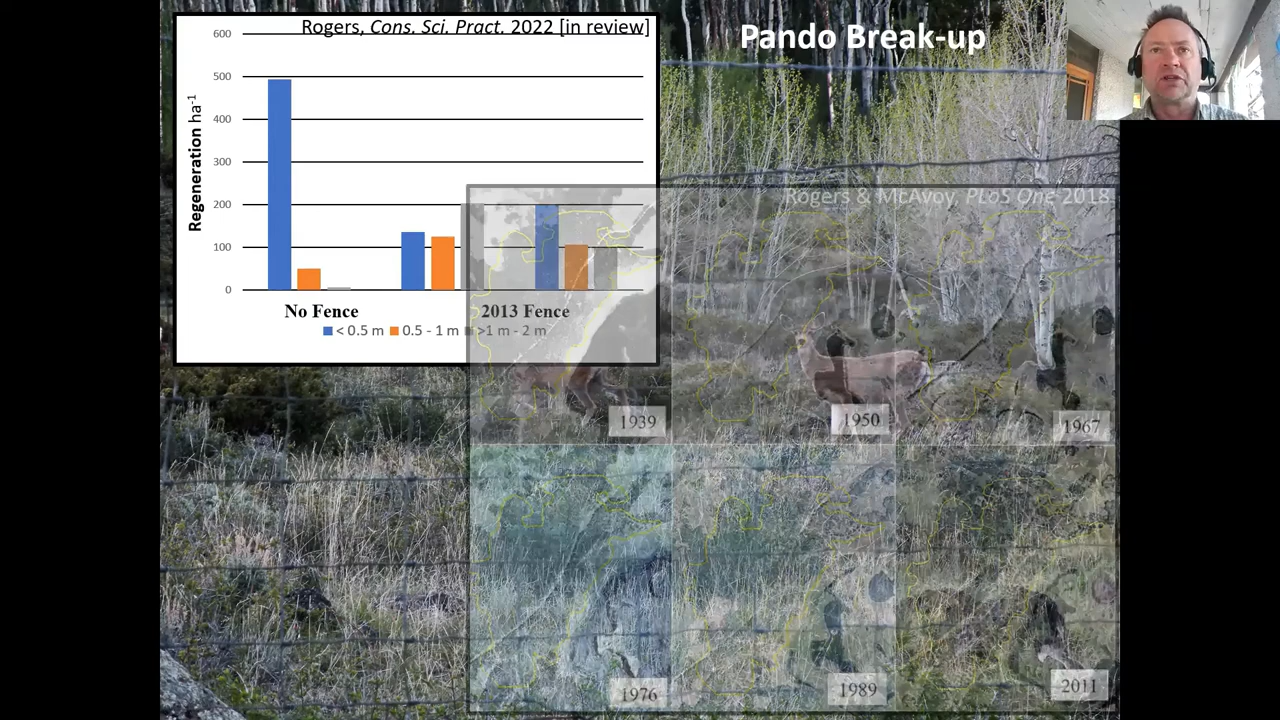 Rogers, Cons. Sci. Pract. 2022 [in review]
Pando Break-up
600
500
400
300
200
100
0
Regeneration ha-1
No Fence
2013 Fence
< 0.5 m
0.5 - 1 m
>1 m - 2 m
Rogers & McAvoy, PLoS One 2018
1939
1950
1967
1976
1989
2011